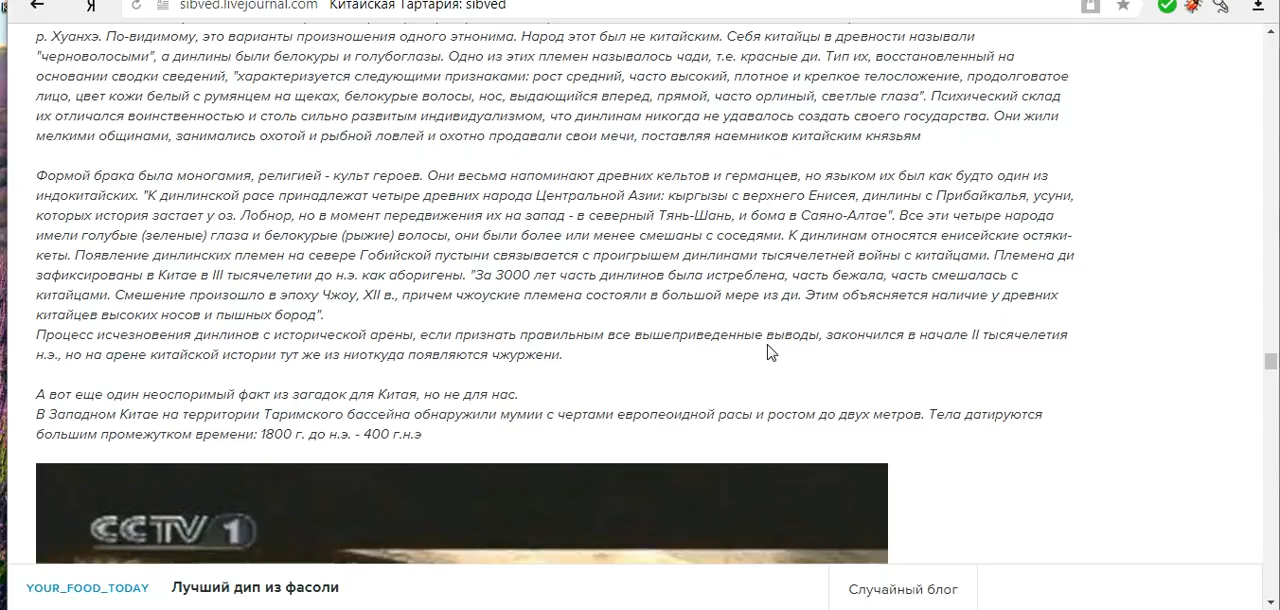 Я sibved.livejournal.com Китайская Тартария: sibved
р. Хуанхэ. По-видимому, это варианты произношения одного этнонима. Народ этот был не китайским. Себя китайцы в древности называли
"черноволосыми", а динлины были белокуры и голубоглазы. Одно из этих племен называлось чади, т.е. красные ди. Тип их, восстановленный на
основании сводки сведений, "характеризуется следующими признаками: рост средний, часто высокий, плотное и крепкое телосложение, продолговатое
лицо, цвет кожи белый с румянцем на щеках, белокурые волосы, нос, выдающийся вперед, прямой, часто орлиный, светлые глаза". Психический склад
их отличался воинственностью и столь сильно развитым индивидуализмом, что динлинам никогда не удавалось создать своего государства. Они жили
мелкими общинами, занимались охотой и рыбной ловлей и охотно продавали свои мечи, поставляя наемников китайским князьям
Формой брака была моногамия, религией - культ героев. Они весьма напоминают древних кельтов и германцев, но языком их был как будто один из
индокитайских. "К динлинской расе принадлежат четыре древних народа Центральной Азии: кыргызы с верхнего Енисея, динлины с Прибайкалья, усуни,
которых история застает у оз. Лобнор, но в момент передвижения их на запад - в северный Тянь-Шань, и бома в Саяно-Алтае". Все эти четыре народа
имели голубые (зеленые) глаза и белокурые (рыжие) волосы, они были более или менее смешаны с соседями. К динлинам относятся енисейские остяки-
кеты. Появление динлинских племен на севере Гобийской пустыни связывается с проигрышем динлинами тысячелетней войны с китайцами. Племена ди
зафиксированы в Китае в III тысячелетии до н.э. как аборигены. "За 3000 лет часть динлинов была истреблена, часть бежала, часть смешалась с
китайцами. Смешение произошло в эпоху Чжоу, XII в., причем чжоуские племена состояли в большой мере из ди. Этим объясняется наличие у древних
китайцев высоких носов и пышных бород".
Процесс исчезновения динлинов с исторической арены, если признать правильным все вышеприведенные выводы, закончился в начале II тысячелетия
н.э., но на арене китайской истории тут же из ниоткуда появляются чжуржени.
А вот еще один неоспоримый факт из загадок для Китая, но не для нас.
В Западном Китае на территории Таримского бассейна обнаружили мумии с чертами европеоидной расы и ростом до двух метров. Тела датируются
большим промежутком времени: 1800 г. до н.э. - 400 г.н.э
CCTV 1
YOUR_FOOD_TODAY Лучший дип из фасоли Случайный блог